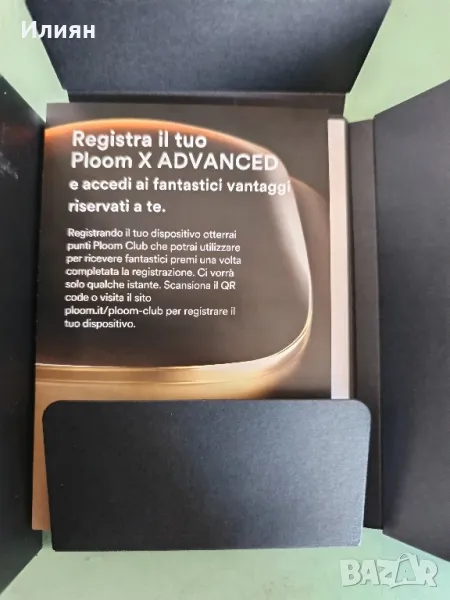 Илиян
Registra il tuo
Ploom X ADVANCED
e accedi ai fantastici vantaggi
riservati a te.
Registrando il tuo dispositivo otterrai
punti Ploom Club che potrai utilizzare
per ricevere fantastici premi una volta
completata la registrazione. Ci vorrà
solo qualche istante. Scansiona il QR
code o visita il sito
ploom.it/ploom-club per registrare il
tuo dispositivo.
BAZAR